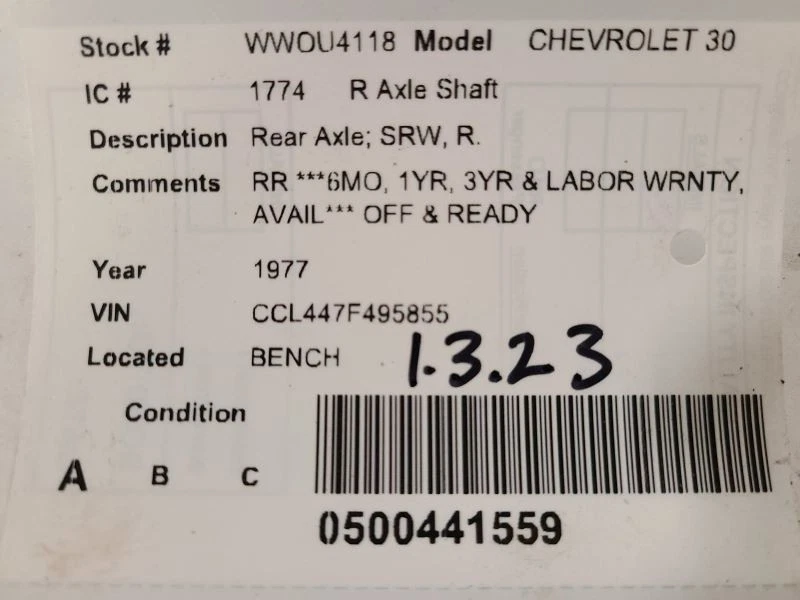 Stock # WWOU4118 Model CHEVROLET 30
IC # 1774 R Axle Shaft
Description Rear Axle; SRW, R.
Comments RR ***6MO, 1YR, 3YR & LABOR WRNTY,
AVAIL*** OFF & READY
Year 1977
VIN CCL447F495855
Located BENCH 1.3.23
Condition
A B C
0500441559